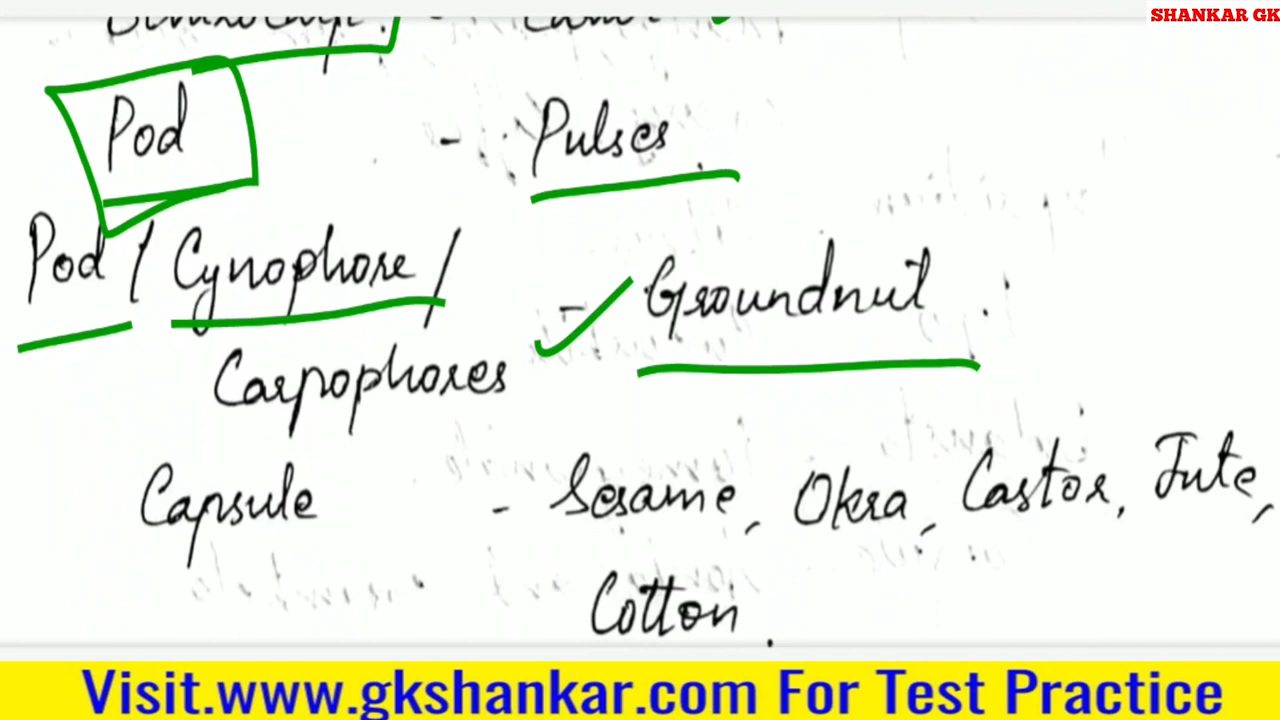 SHANKAR GK
Pod - Pulses
Pod / Cynophore / - Groundnut.
Carpophores
Capsule - Sesame, Okra, Castor, Jute,
Cotton.
Visit.www.gkshankar.com For Test Practice